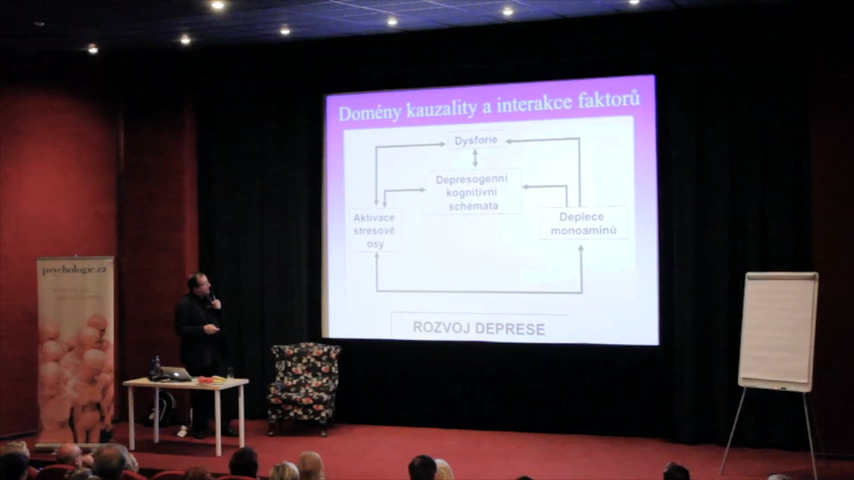 Domény kauzality a interakce faktorů
Dysforie
Depresogenní
kognitivní
schémata
Aktivace
stresové
osy
Deplece
monoaminů
ROZVOJ DEPRESE
psychologie.cz